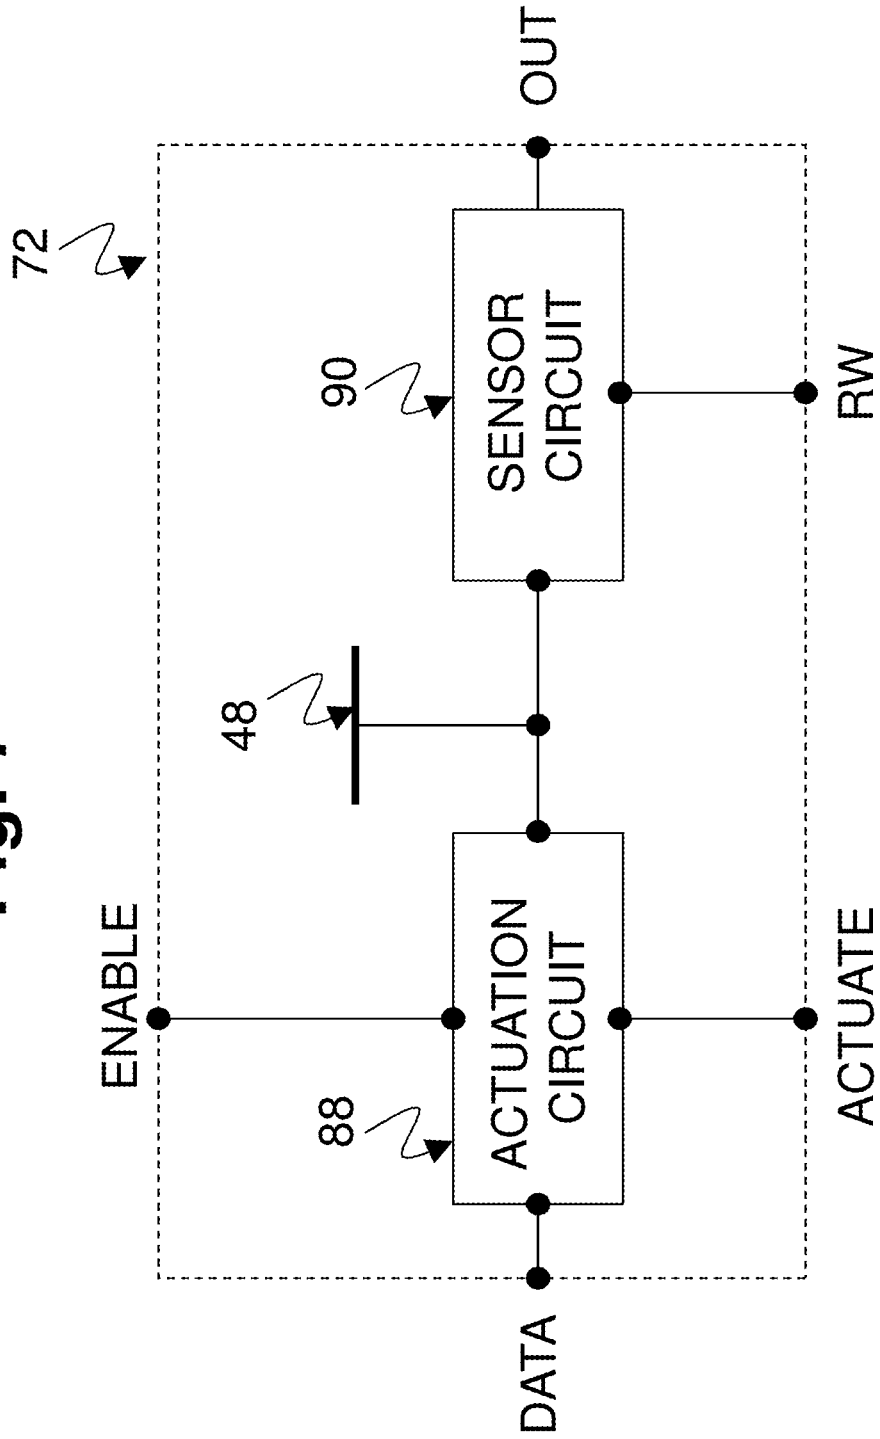 72
ENABLE
48
90
88
DATA
ACTUATION
CIRCUIT
SENSOR
CIRCUIT
OUT
ACTUATE
RW